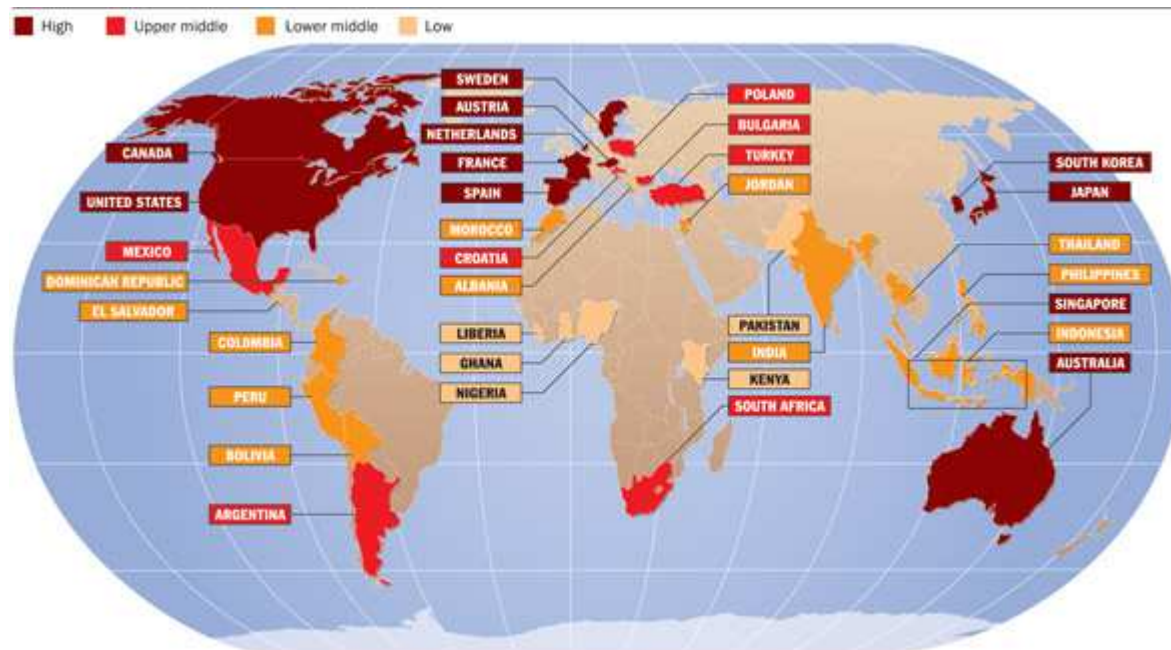 High Upper middle Lower middle Low
SWEDEN
AUSTRIA
NETHERLANDS
FRANCE
SPAIN
MOROCCO
CROATIA
ALBANIA
LIBERIA
GHANA
NIGERIA
CANADA
UNITED STATES
MEXICO
DOMINICAN REPUBLIC
EL SALVADOR
COLOMBIA
PERU
BOLIVIA
ARGENTINA
POLAND
BULGARIA
TURKEY
JORDAN
PAKISTAN
INDIA
KENYA
SOUTH AFRICA
SOUTH KOREA
JAPAN
THAILAND
PHILIPPINES
SINGAPORE
INDONESIA
AUSTRALIA